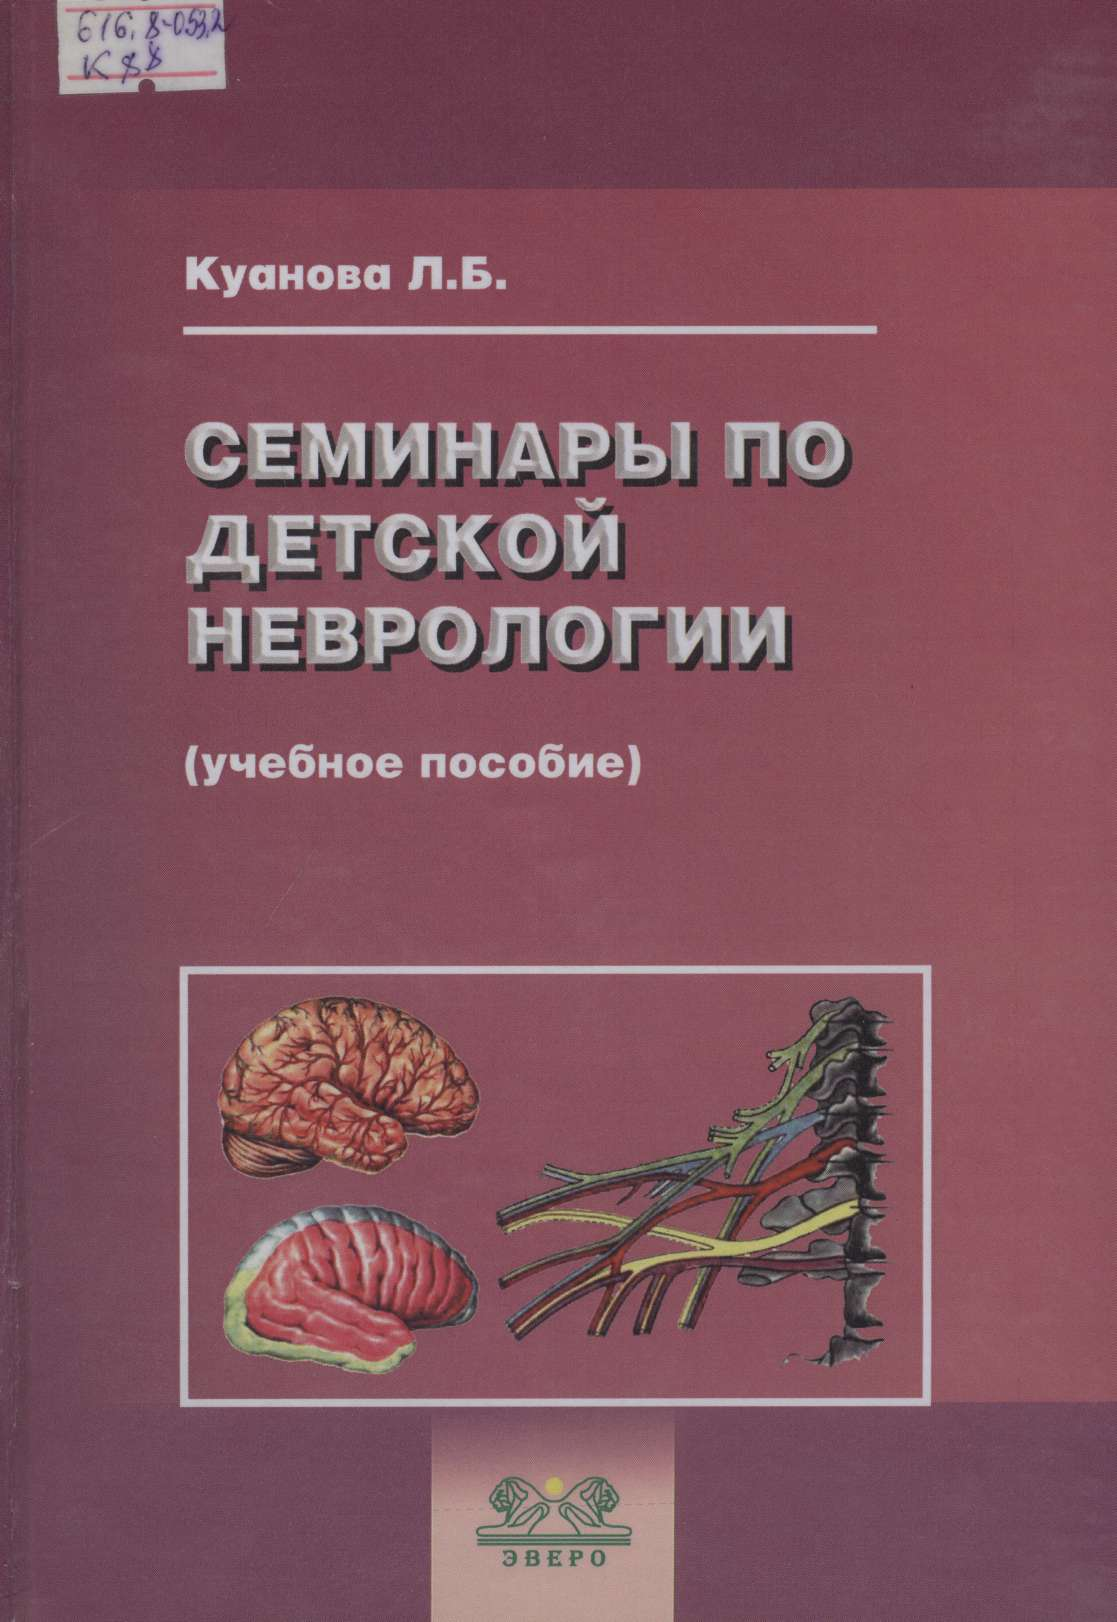 616.8-053.2
К 88
Куанова Л.Б.
СЕМИНАРЫ ПО
ДЕТСКОЙ
НЕВРОЛОГИИ
(учебное пособие)
ЭВЕРО